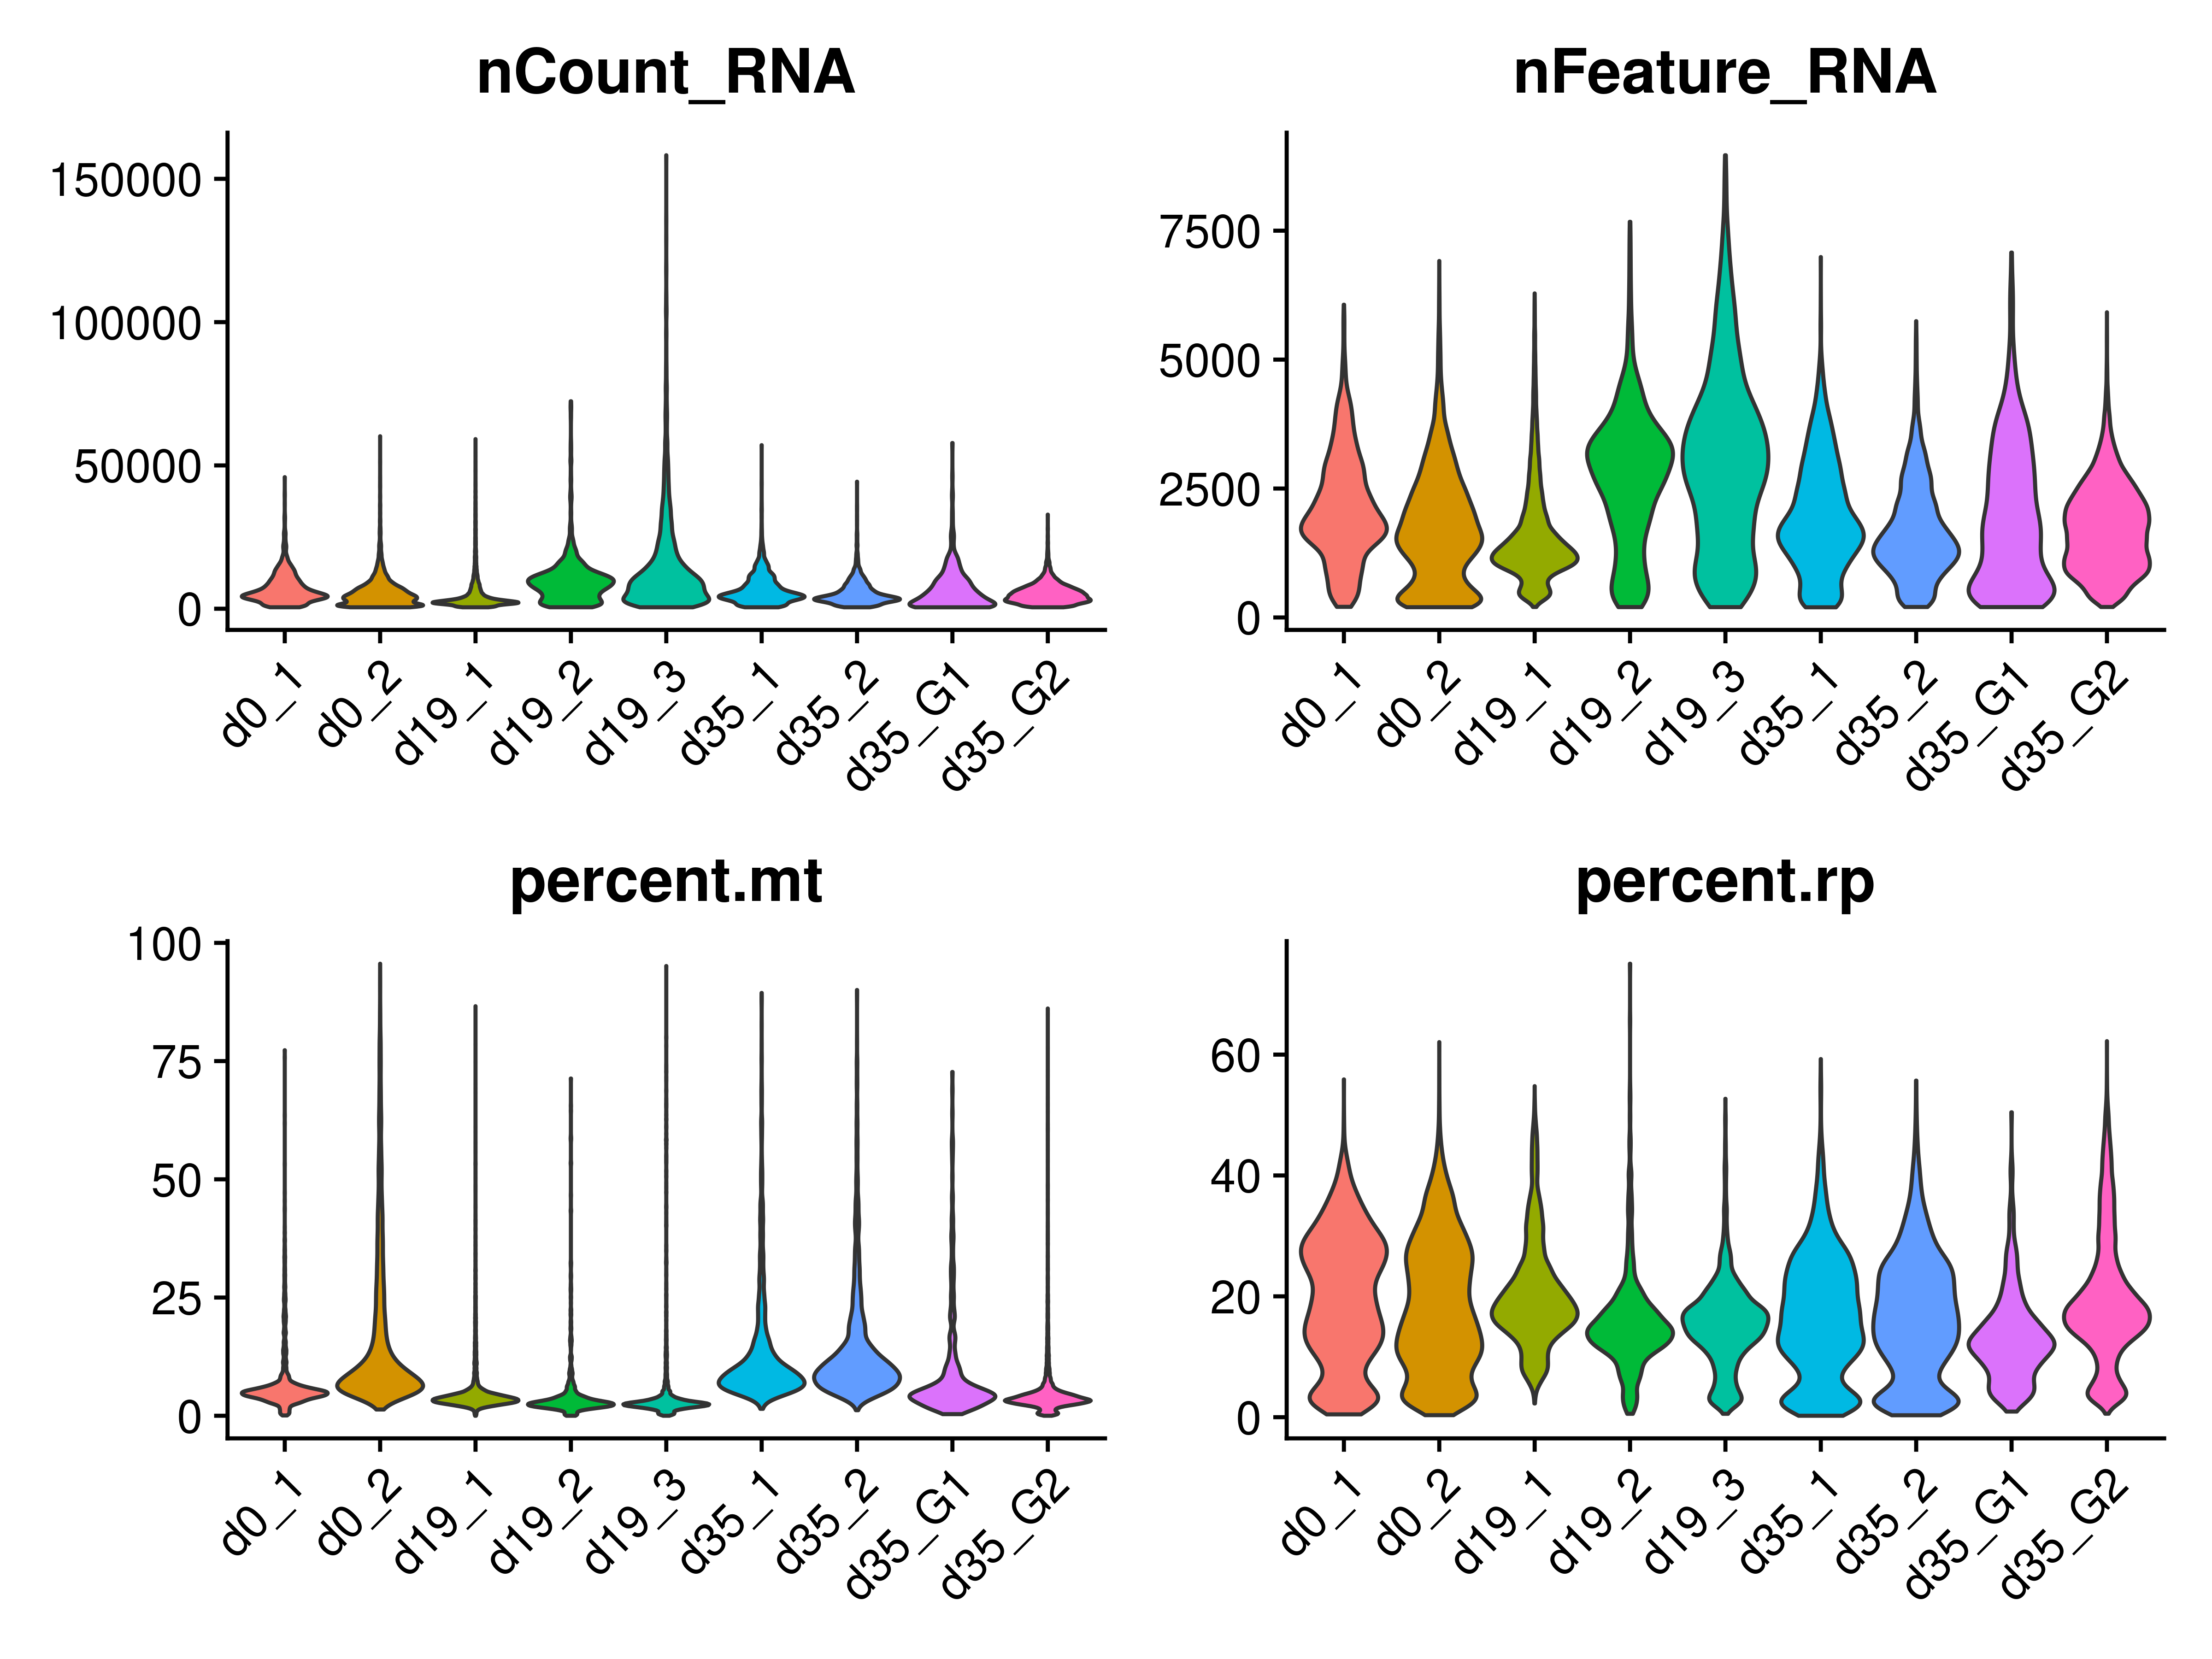 nCount_RNA
150000
100000
50000
0
d0_1
d0_2
d19_1
d19_2
d19_3
d35_1
d35_2
d35_G1
d35_G2
nFeature_RNA
7500
5000
2500
0
d0_1
d0_2
d19_1
d19_2
d19_3
d35_1
d35_2
d35_G1
d35_G2
percent.mt
100
75
50
25
0
d0_1
d0_2
d19_1
d19_2
d19_3
d35_1
d35_2
d35_G1
d35_G2
percent.rp
60
40
20
0
d0_1
d0_2
d19_1
d19_2
d19_3
d35_1
d35_2
d35_G1
d35_G2